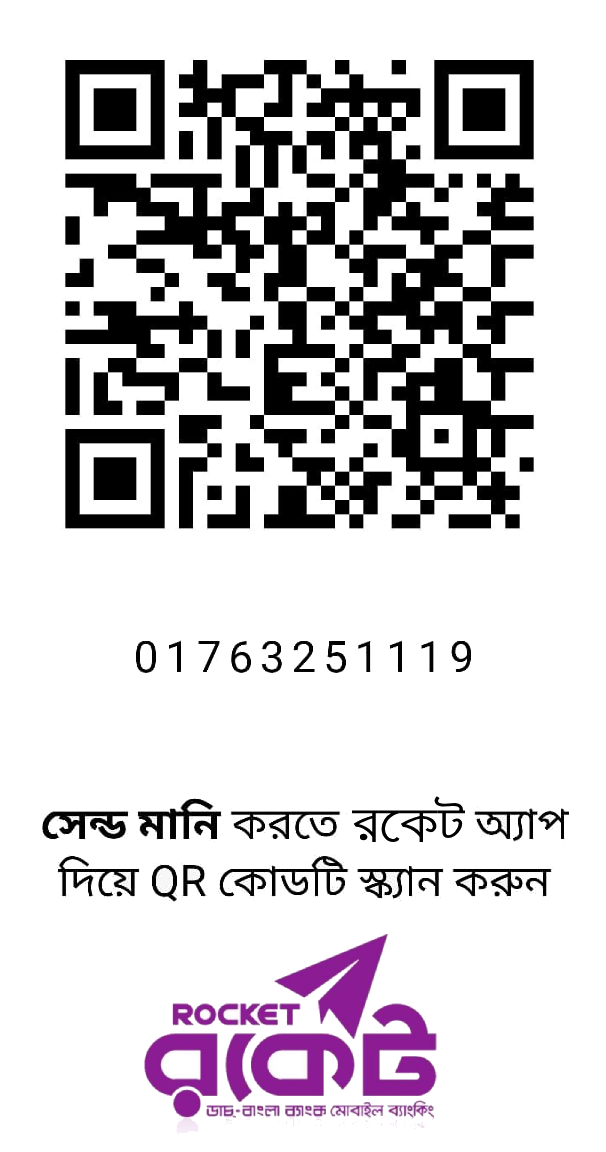 01763251119
সেন্ড মানি করতে রকেট অ্যাপ
দিয়ে QR কোডটি স্ক্যান করুন
ROCKET
রকেট
ডাচ্-বাংলা ব্যাংক মোবাইল ব্যাংকিং